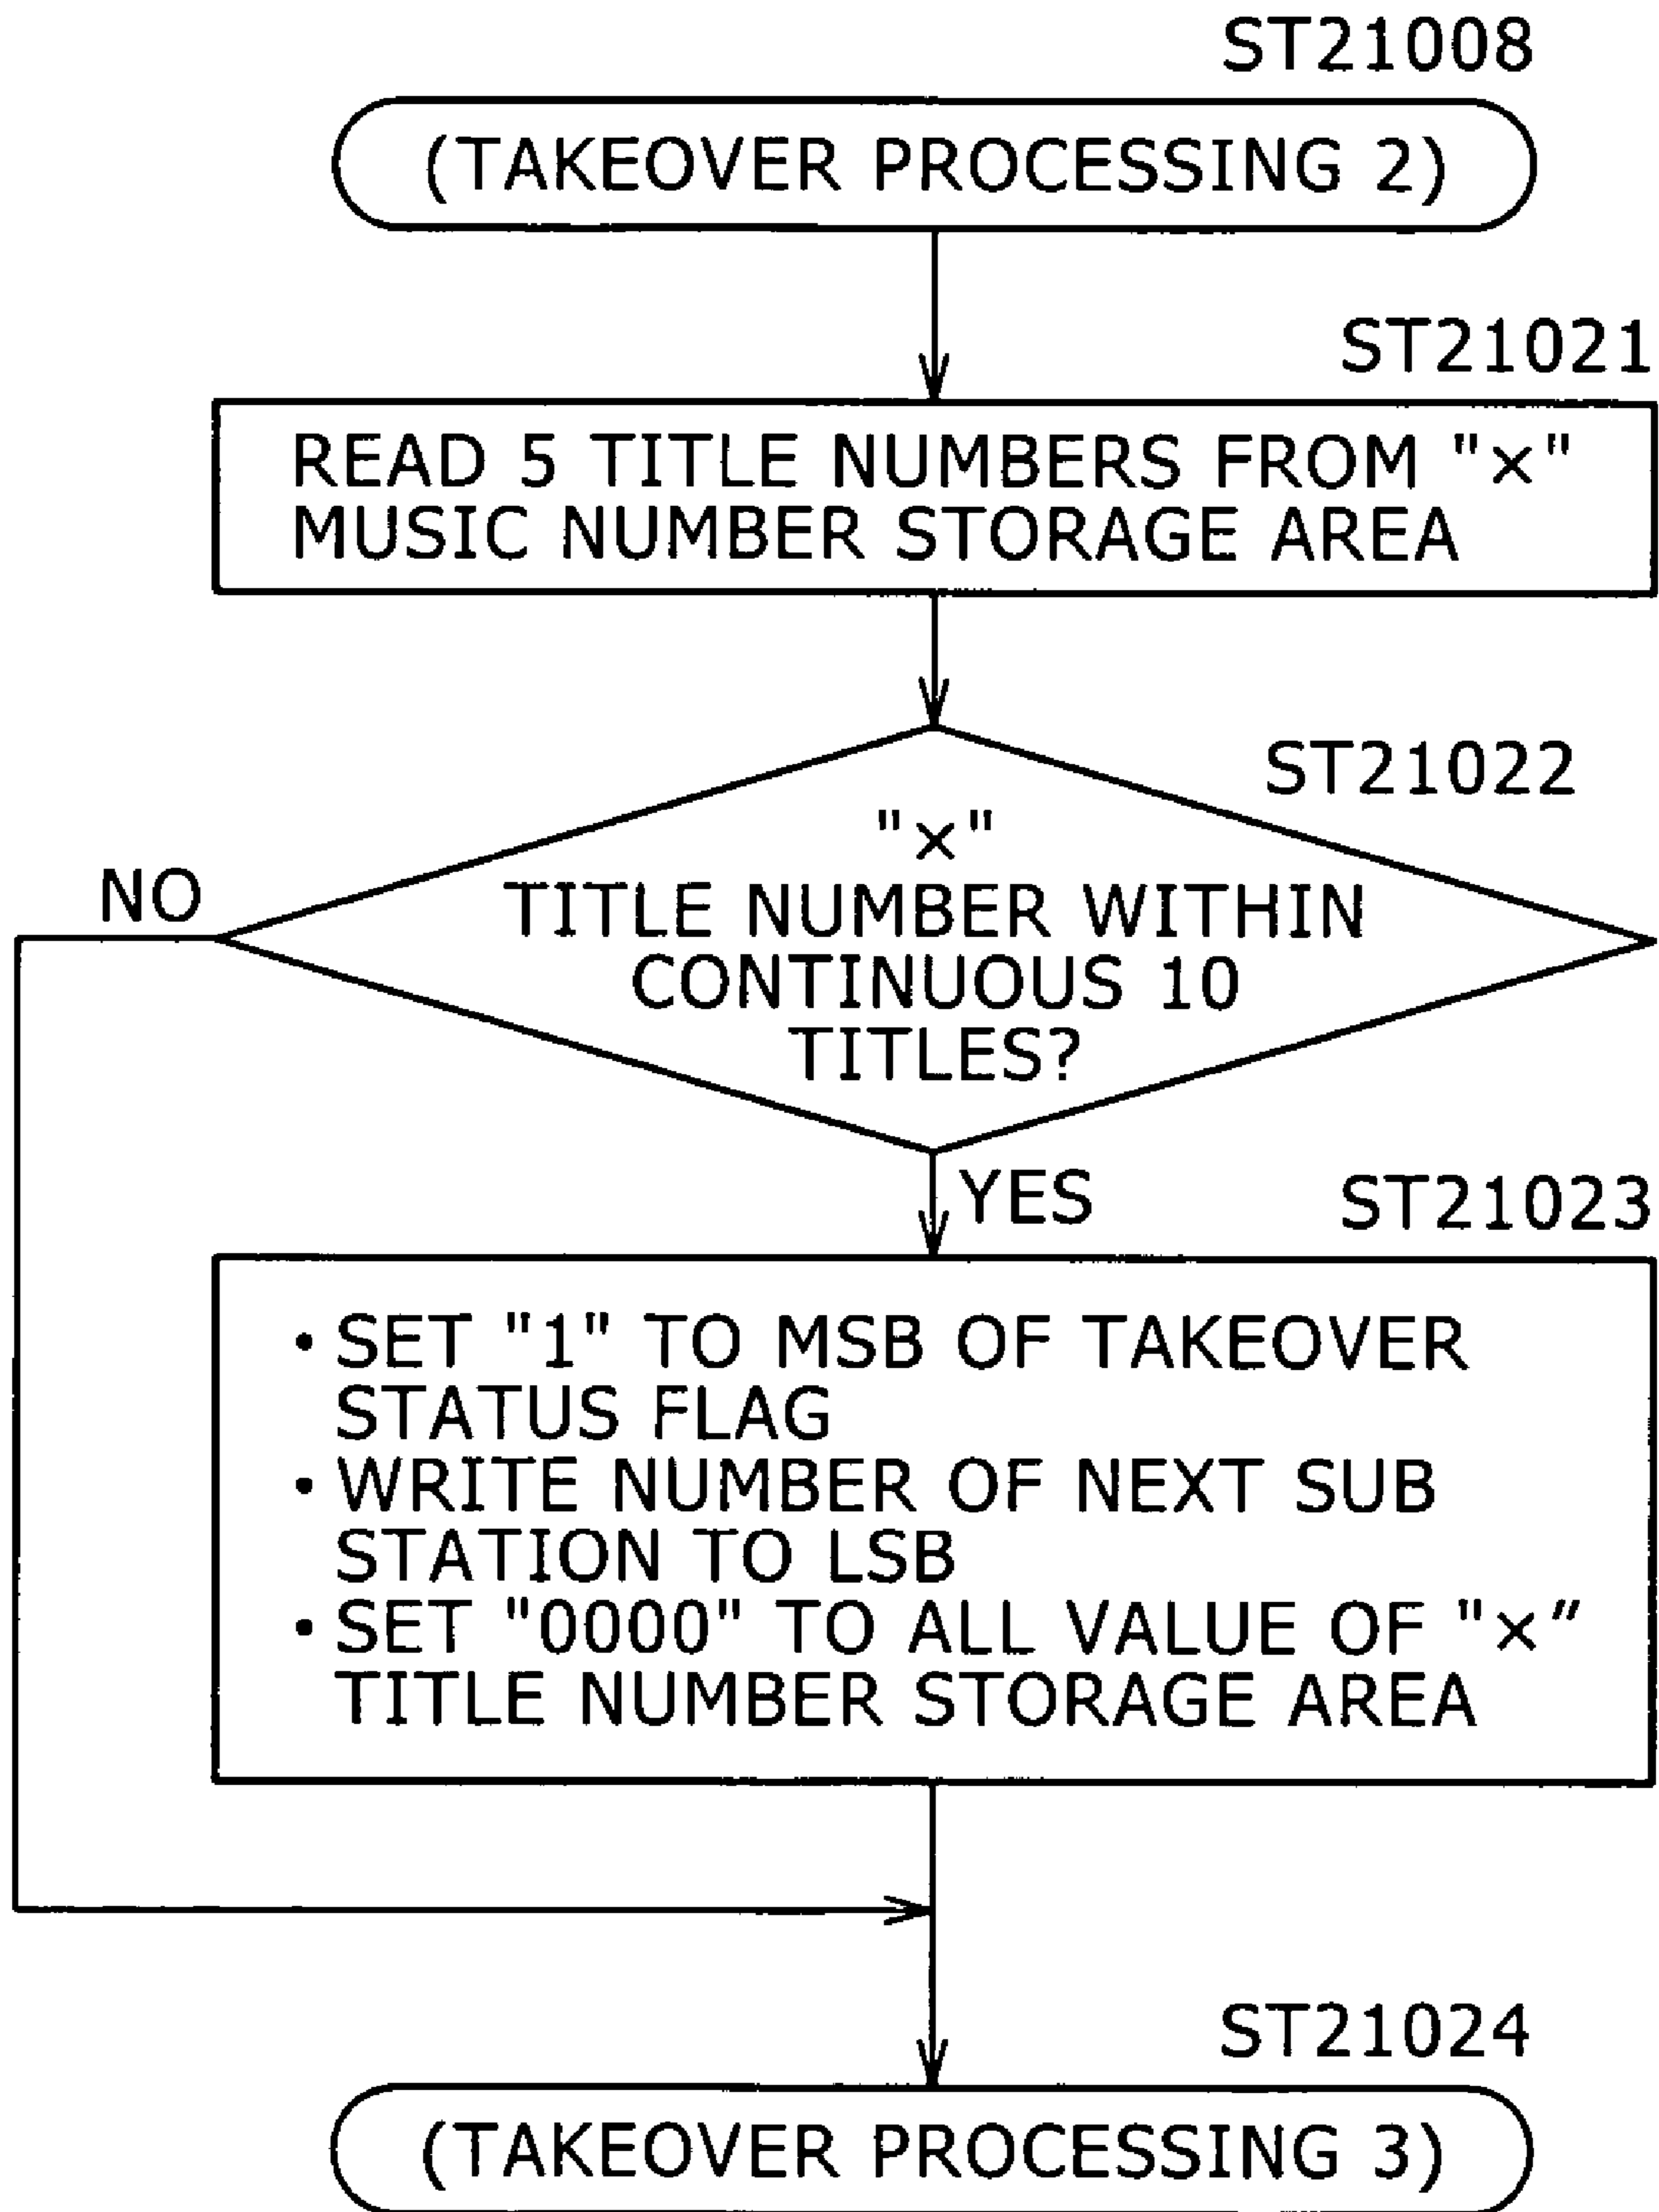 ST21008
(TAKEOVER PROCESSING 2)
ST21021
READ 5 TITLE NUMBERS FROM "×"
MUSIC NUMBER STORAGE AREA
ST21022
"×"
TITLE NUMBER WITHIN
CONTINUOUS 10
TITLES?
NO
YES
ST21023
・SET "1" TO MSB OF TAKEOVER
STATUS FLAG
・WRITE NUMBER OF NEXT SUB
STATION TO LSB
・SET "0000" TO ALL VALUE OF "×”
TITLE NUMBER STORAGE AREA
ST21024
(TAKEOVER PROCESSING 3)